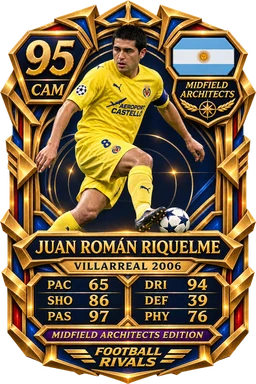 95
CAM
MIDFIELD
ARCHITECTS
AEROPORT
CASTELLÓ
8
JUAN ROMÁN RIQUELME
VILLARREAL 2006
PAC 65 DRI 94
SHO 86 DEF 39
PAS 97 PHY 76
MIDFIELD ARCHITECTS EDITION
FOOTBALL
RIVALS